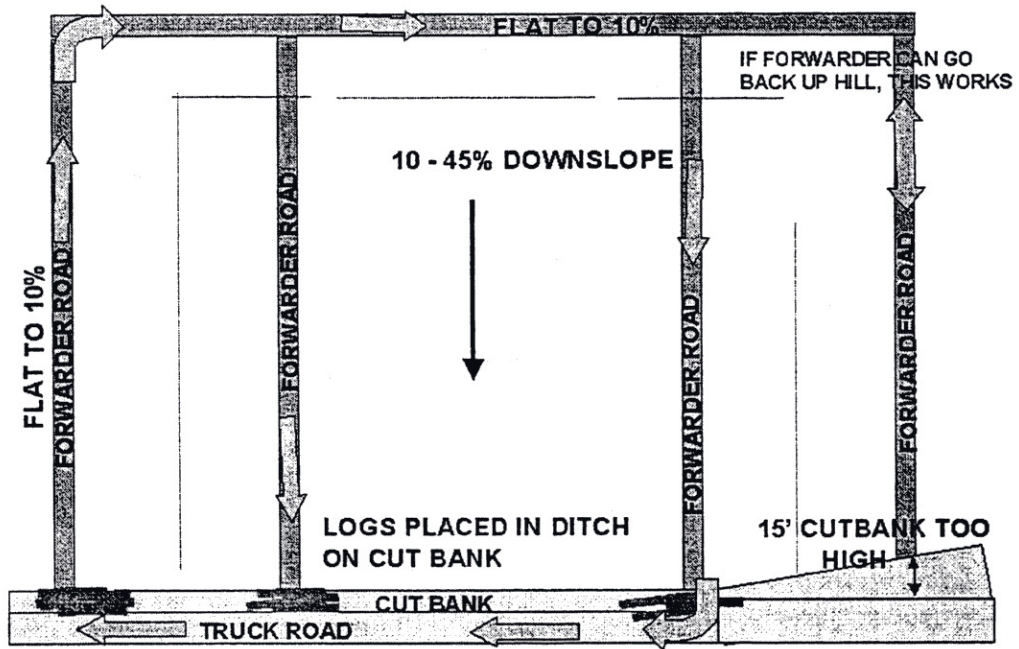 FLAT TO 10%
IF FORWARDER CAN GO
BACK UP HILL, THIS WORKS
10 - 45% DOWNSLOPE
FLAT TO 10%
FORWARDER ROAD
FORWARDER ROAD
FORWARDER ROAD
FORWARDER ROAD
LOGS PLACED IN DITCH
ON CUT BANK
15' CUTBANK TOO
HIGH
CUT BANK
TRUCK ROAD